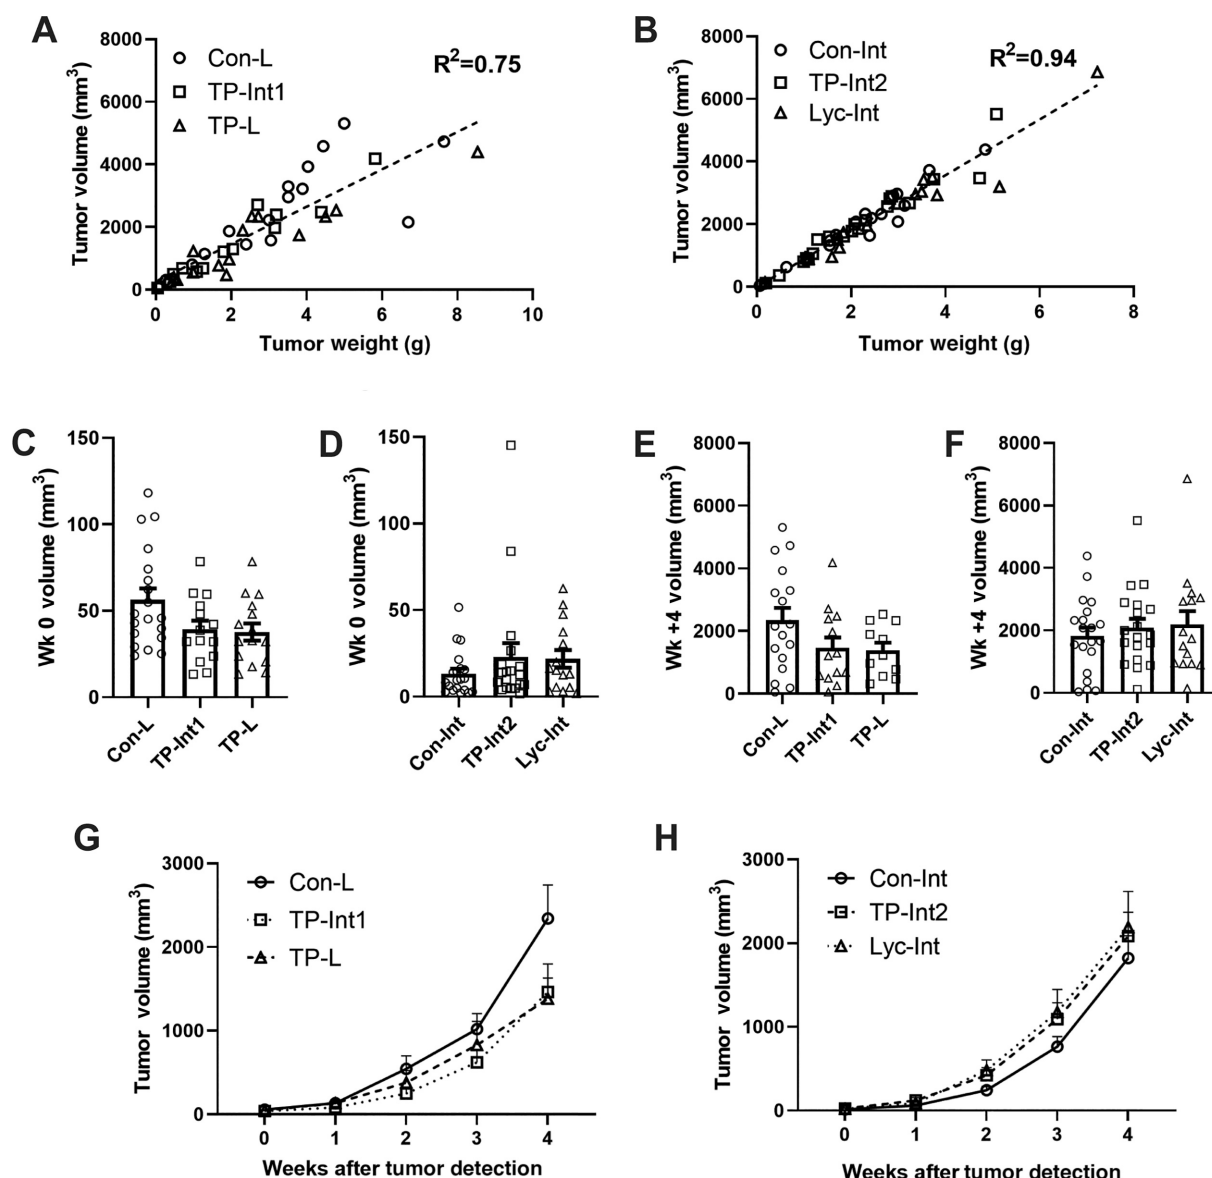 A
Tumor volume (mm³)
8000
6000
4000
2000
0
0 2 4 6 8 10
Tumor weight (g)
Con-L
TP-Int1
TP-L
R²=0.75
B
Tumor volume (mm³)
8000
6000
4000
2000
0
0 2 4 6 8
Tumor weight (g)
Con-Int
TP-Int2
Lyc-Int
R²=0.94
C
Wk 0 volume (mm³)
150
100
50
0
Con-L TP-Int1 TP-L
D
Wk 0 volume (mm³)
150
100
50
0
Con-Int TP-Int2 Lyc-Int
E
Wk +4 volume (mm³)
8000
6000
4000
2000
0
Con-L TP-Int1 TP-L
F
Wk +4 volume (mm³)
8000
6000
4000
2000
0
Con-Int TP-Int2 Lyc-Int
G
Tumor volume (mm³)
3000
2000
1000
0
0 1 2 3 4
Weeks after tumor detection
Con-L
TP-Int1
TP-L
H
Tumor volume (mm³)
3000
2000
1000
0
0 1 2 3 4
Weeks after tumor detection
Con-Int
TP-Int2
Lyc-Int